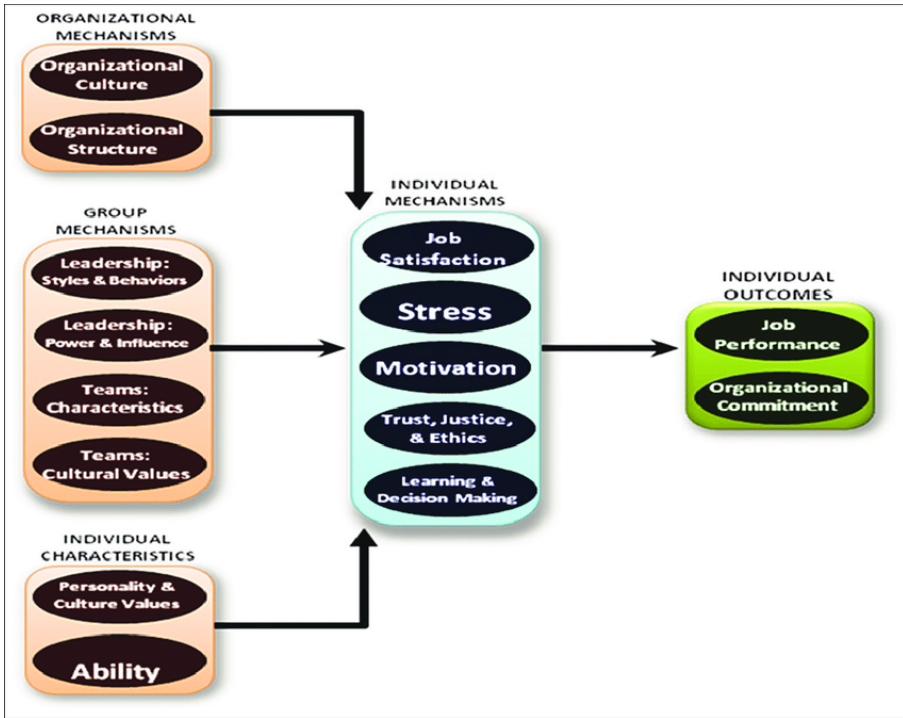 ORGANIZATIONAL
MECHANISMS
Organizational
Culture
Organizational
Structure
GROUP
MECHANISMS
Leadership:
Styles & Behaviors
Leadership:
Power & Influence
Teams:
Characteristics
Teams:
Cultural Values
INDIVIDUAL
CHARACTERISTICS
Personality &
Culture Values
Ability
INDIVIDUAL
MECHANISMS
Job
Satisfaction
Stress
Motivation
Trust, Justice,
& Ethics
Learning &
Decision Making
INDIVIDUAL
OUTCOMES
Job
Performance
Organizational
Commitment